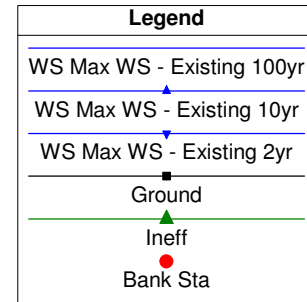 Legend
WS Max WS - Existing 100yr
WS Max WS - Existing 10yr
WS Max WS - Existing 2yr
Ground
Ineff
Bank Sta